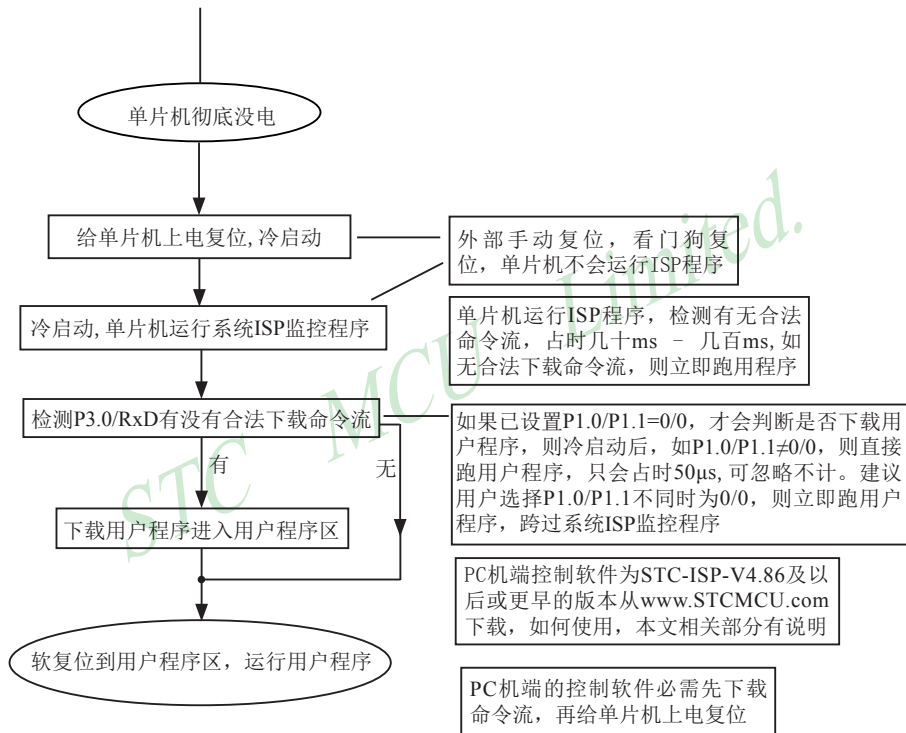 单片机彻底没电
给单片机上电复位,冷启动
外部手动复位，看门狗复
位，单片机不会运行ISP程序
冷启动,单片机运行系统ISP监控程序
单片机运行ISP程序，检测有无合法
命令流，占时几十ms － 几百ms,如
无合法下载命令流，则立即跑用程序
检测P3.0/RxD有没有合法下载命令流
如果已设置P1.0/P1.1=0/0，才会判断是否下载用
户程序，则冷启动后，如P1.0/P1.1≠0/0，则直接
跑用户程序，只会占时50μs,可忽略不计。建议
用户选择P1.0/P1.1不同时为0/0，则立即跑用户
程序，跨过系统ISP监控程序
有
无
下载用户程序进入用户程序区
PC机端控制软件为STC-ISP-V4.86及以
后或更早的版本从www.STCMCU.com
下载，如何使用，本文相关部分有说明
软复位到用户程序区，运行用户程序
PC机端的控制软件必需先下载
命令流，再给单片机上电复位
STC MCU Limited.